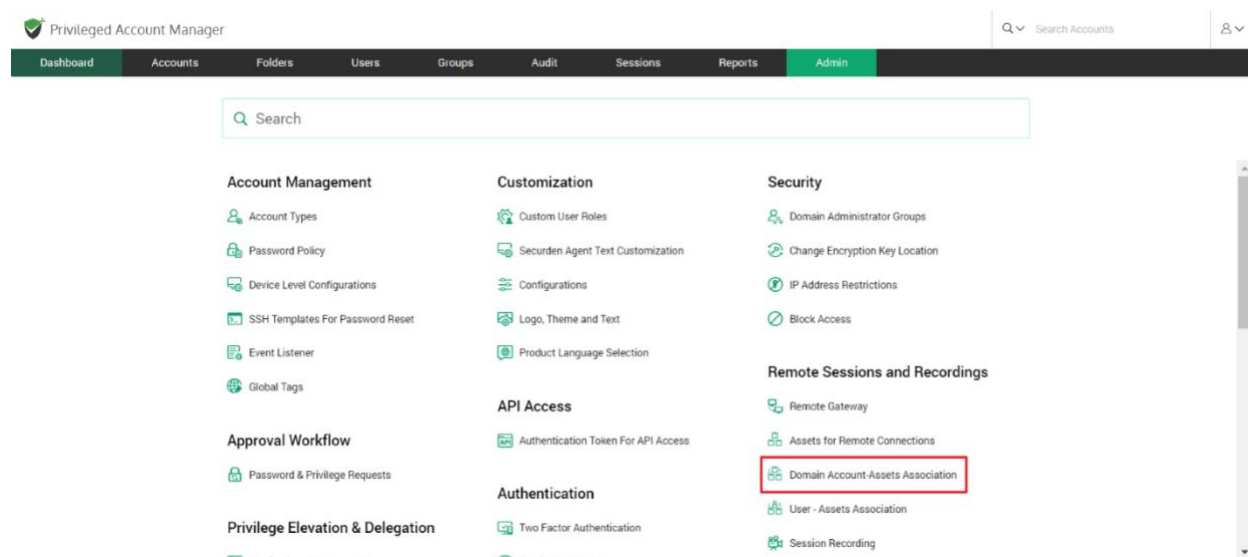 Privileged Account Manager
Search Accounts
Dashboard Accounts Folders Users Groups Audit Sessions Reports Admin
Search
Account Management
Account Types
Password Policy
Device Level Configurations
SSH Templates For Password Reset
Event Listener
Global Tags
Approval Workflow
Password & Privilege Requests
Privilege Elevation & Delegation
Customization
Custom User Roles
Securden Agent Text Customization
Configurations
Logo, Theme and Text
Product Language Selection
API Access
API
Authentication Token For API Access
Authentication
Two Factor Authentication
Security
Domain Administrator Groups
Change Encryption Key Location
IP Address Restrictions
Block Access
Remote Sessions and Recordings
Remote Gateway
Assets for Remote Connections
Domain Account-Assets Association
User - Assets Association
Session Recording